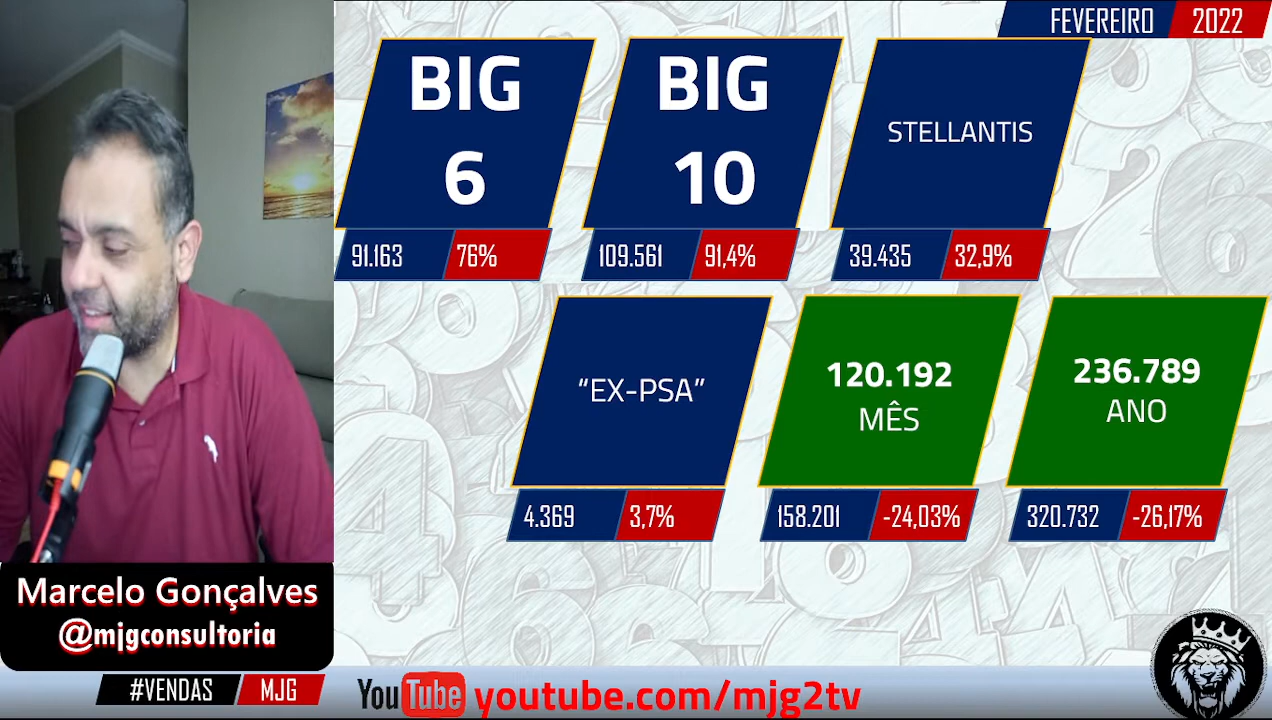 FEVEREIRO 2022
BIG
6
91.163 76%
BIG
10
109.561 91,4%
STELLANTIS
39.435 32,9%
“EX-PSA”
4.369 3,7%
120.192
MÊS
158.201 -24,03%
236.789
ANO
320.732 -26,17%
Marcelo Gonçalves
@mjgconsultoria
#VENDAS MJG
YouTube youtube.com/mjg2tv